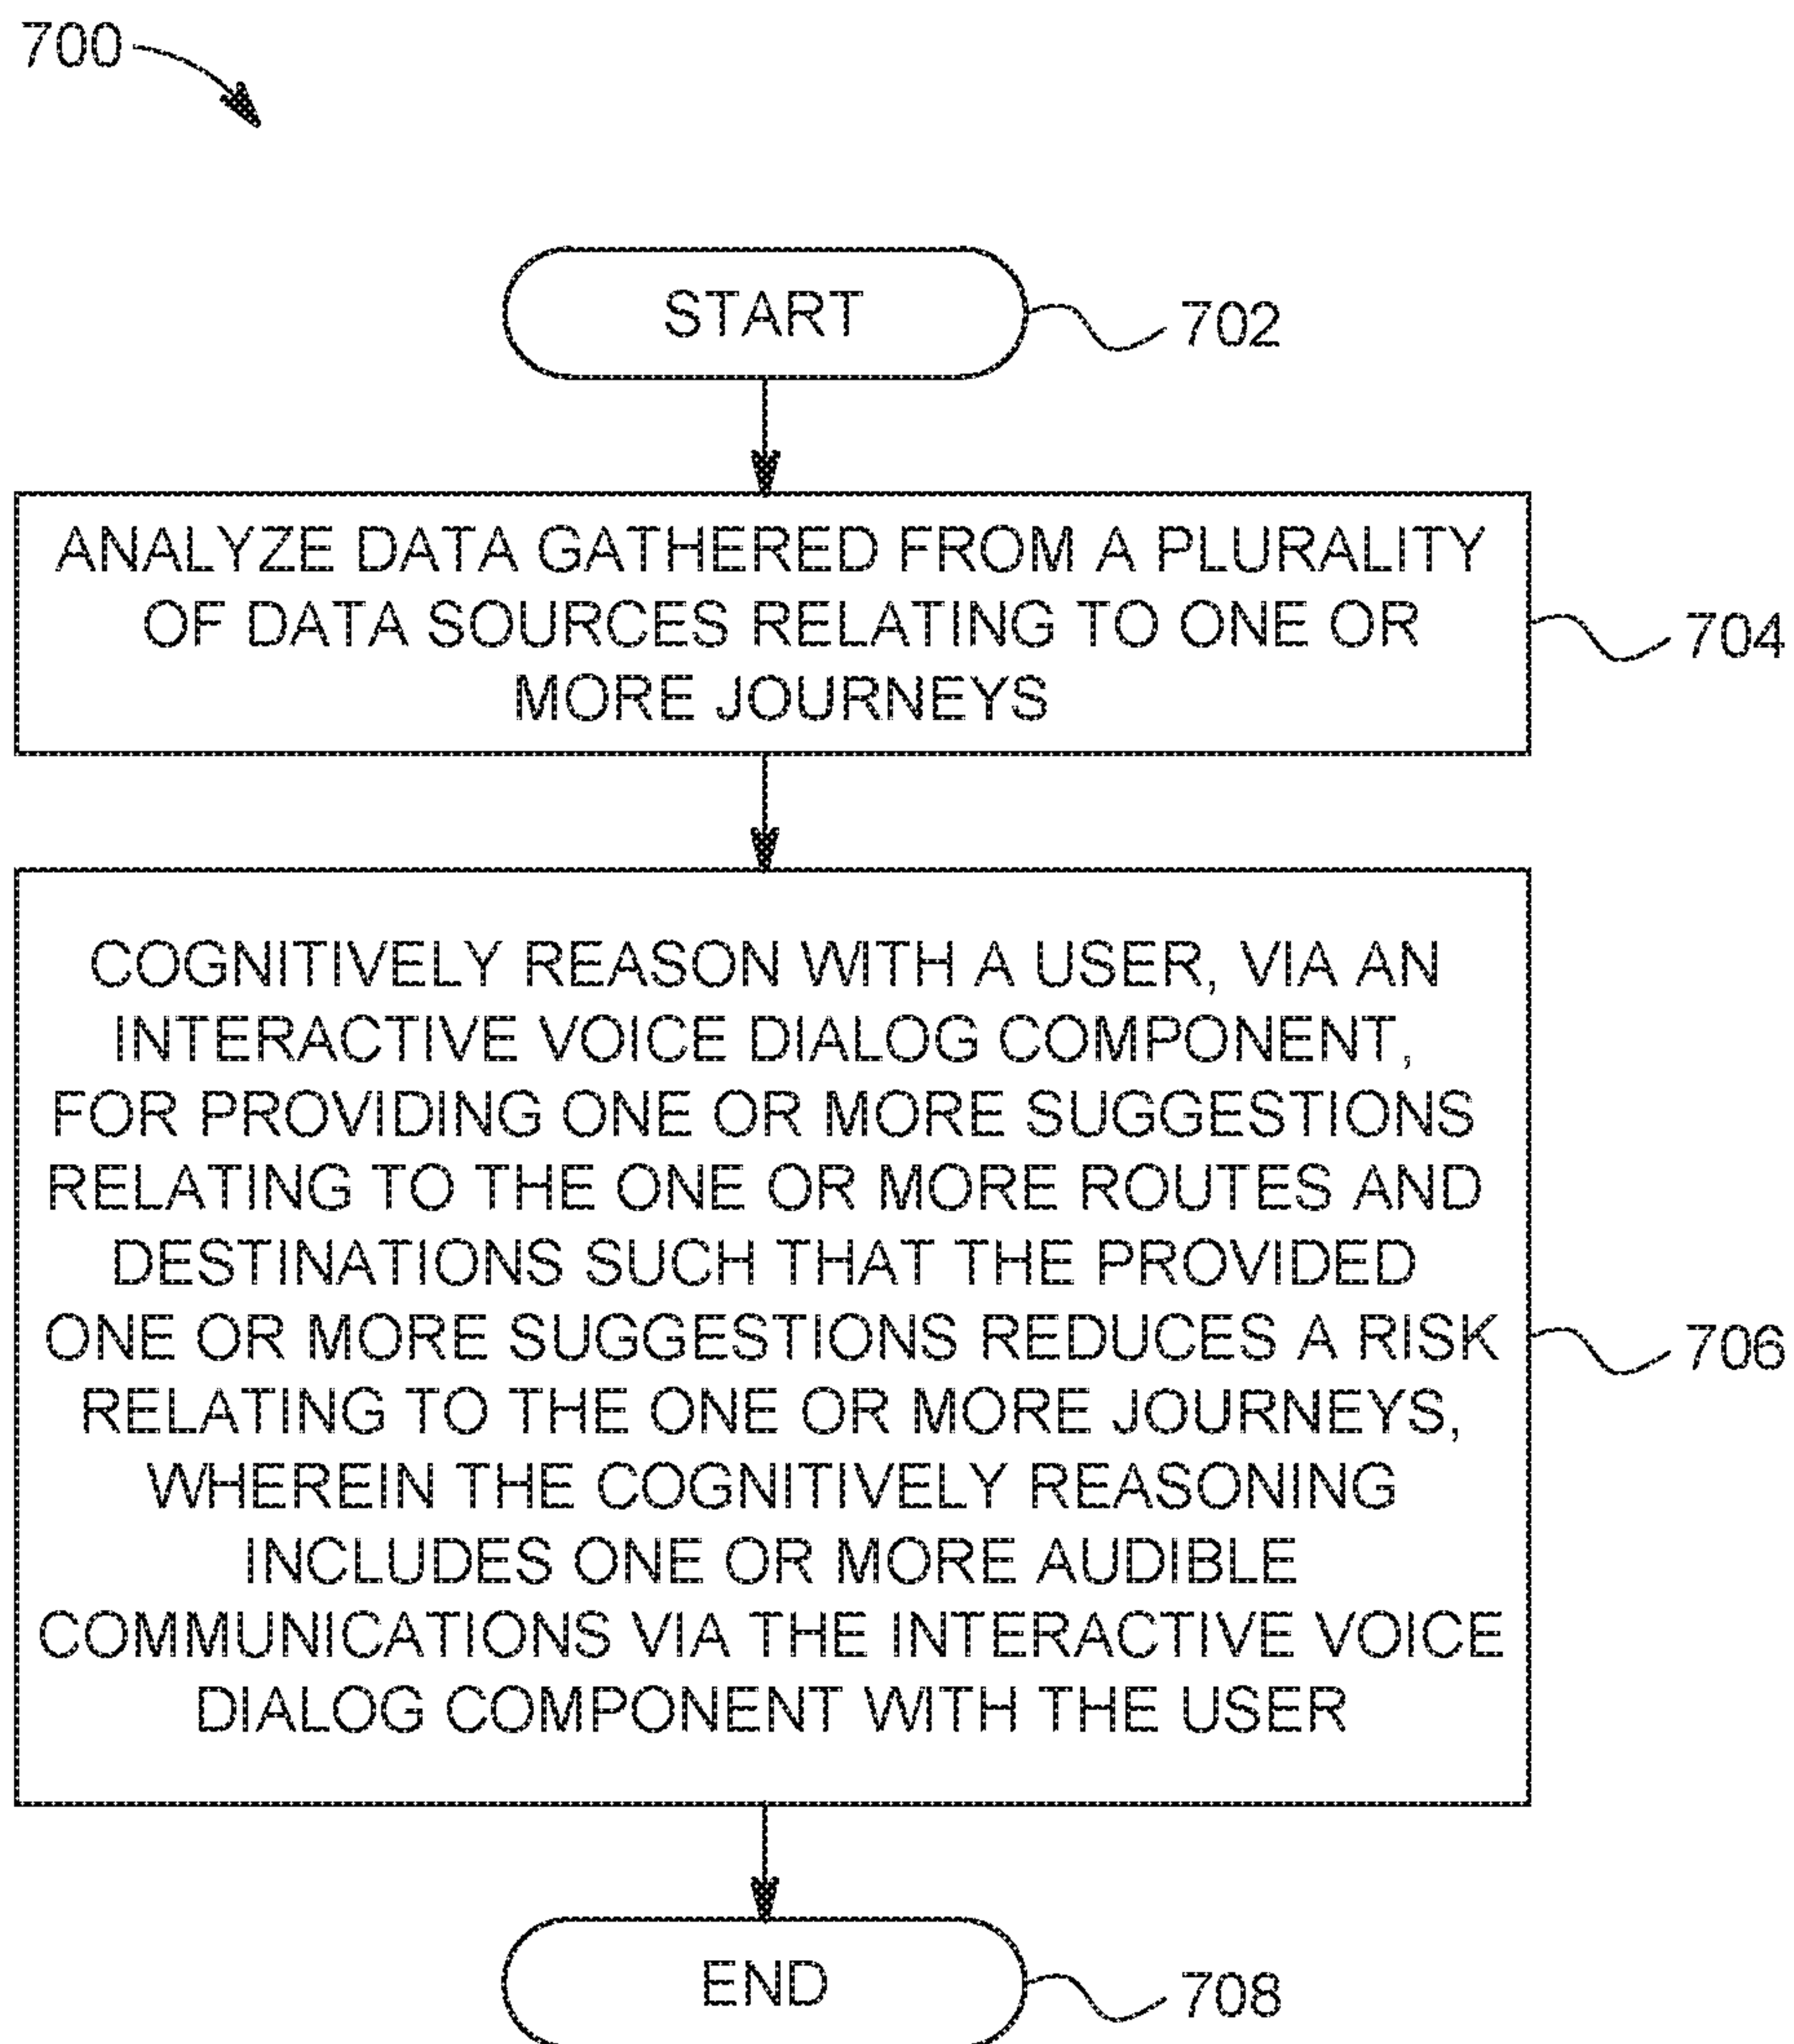 700
START
702
ANALYZE DATA GATHERED FROM A PLURALITY
OF DATA SOURCES RELATING TO ONE OR
MORE JOURNEYS
704
COGNITIVELY REASON WITH A USER, VIA AN
INTERACTIVE VOICE DIALOG COMPONENT,
FOR PROVIDING ONE OR MORE SUGGESTIONS
RELATING TO THE ONE OR MORE ROUTES AND
DESTINATIONS SUCH THAT THE PROVIDED
ONE OR MORE SUGGESTIONS REDUCES A RISK
RELATING TO THE ONE OR MORE JOURNEYS,
WHEREIN THE COGNITIVELY REASONING
INCLUDES ONE OR MORE AUDIBLE
COMMUNICATIONS VIA THE INTERACTIVE VOICE
DIALOG COMPONENT WITH THE USER
706
END
708